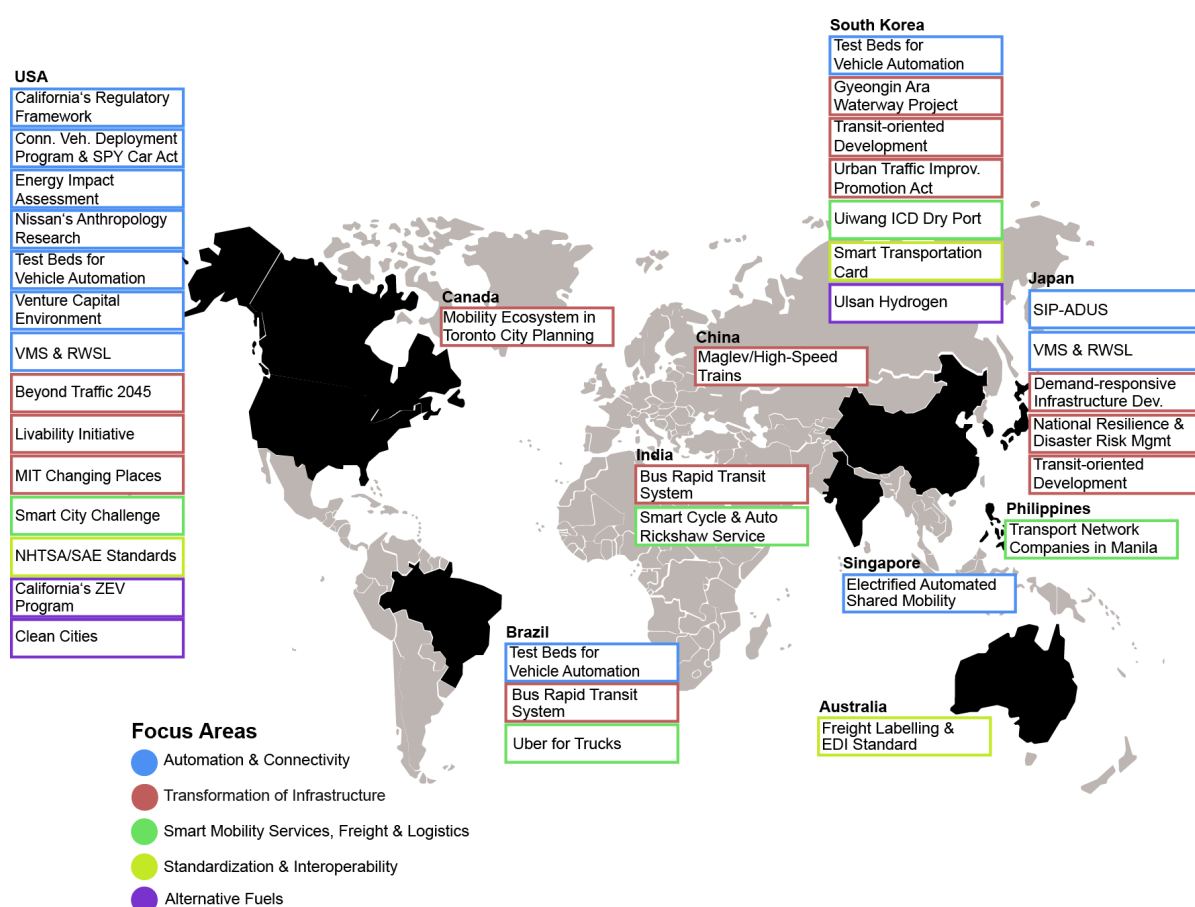 USA
California‘s Regulatory
Framework
Conn. Veh. Deployment
Program & SPY Car Act
Energy Impact
Assessment
Nissan‘s Anthropology
Research
Test Beds for
Vehicle Automation
Venture Capital
Environment
VMS & RWSL
Beyond Traffic 2045
Livability Initiative
MIT Changing Places
Smart City Challenge
NHTSA/SAE Standards
California‘s ZEV
Program
Clean Cities
Canada
Mobility Ecosystem in
Toronto City Planning
South Korea
Test Beds for
Vehicle Automation
Gyeongin Ara
Waterway Project
Transit-oriented
Development
Urban Traffic Improv.
Promotion Act
Uiwang ICD Dry Port
Smart Transportation
Card
Ulsan Hydrogen
Japan
SIP-ADUS
VMS & RWSL
Demand-responsive
Infrastructure Dev.
National Resilience &
Disaster Risk Mgmt
Transit-oriented
Development
China
Maglev/High-Speed
Trains
India
Bus Rapid Transit
System
Smart Cycle & Auto
Rickshaw Service
Philippines
Transport Network
Companies in Manila
Singapore
Electrified Automated
Shared Mobility
Brazil
Test Beds for
Vehicle Automation
Bus Rapid Transit
System
Uber for Trucks
Australia
Freight Labelling &
EDI Standard
Focus Areas
Automation & Connectivity
Transformation of Infrastructure
Smart Mobility Services, Freight & Logistics
Standardization & Interoperability
Alternative Fuels